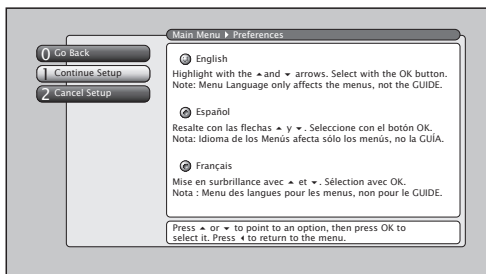 Main Menu ▶ Preferences
0 Go Back
1 Continue Setup
2 Cancel Setup
English
Highlight with the ▲ and ▼ arrows. Select with the OK button.
Note: Menu Language only affects the menus, not the GUIDE.
Español
Resalte con las flechas ▲ y ▼. Seleccione con el botón OK.
Nota: Idioma de los Menús afecta sólo los menús, no la GUÍA.
Français
Mise en surbrillance avec ▲ et ▼. Sélection avec OK.
Nota : Menu des langues pour les menus, non pour le GUIDE.
Press ▲ or ▼ to point to an option, then press OK to
select it. Press ◀ to return to the menu.